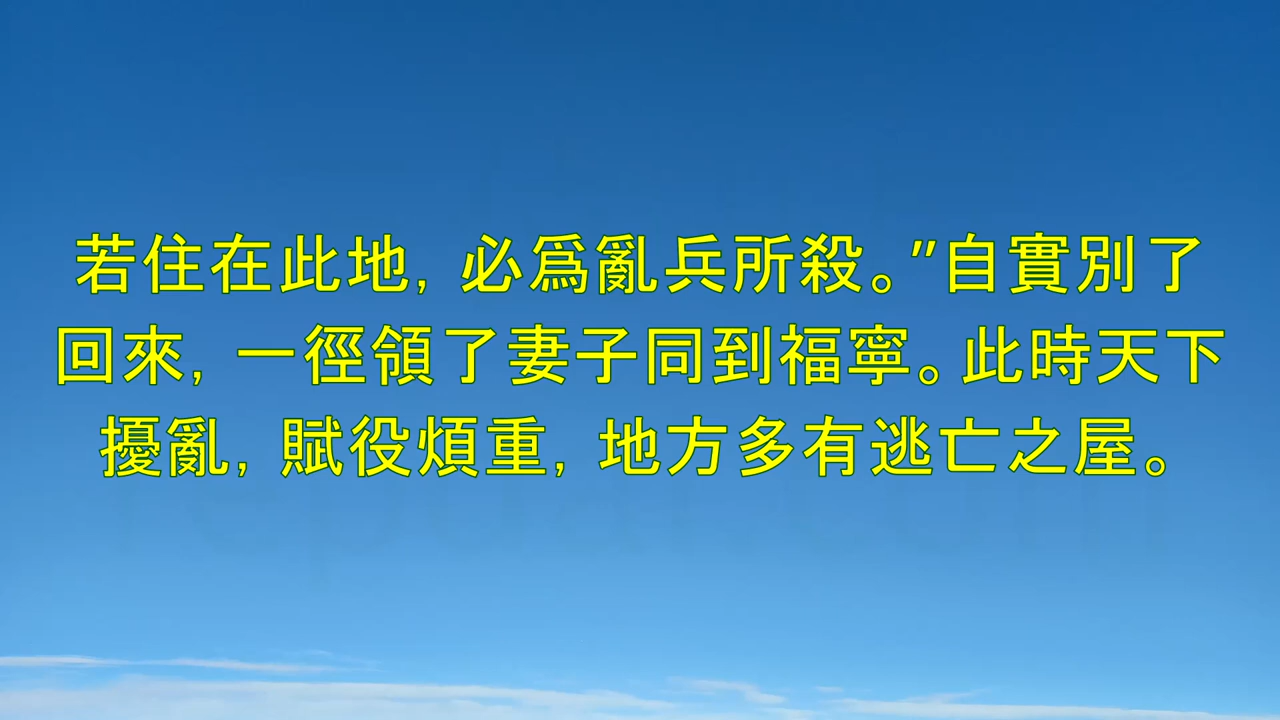 若住在此地，必爲亂兵所殺。"自實別了
回來，一徑領了妻子同到福寧。此時天下
擾亂，賦役煩重，地方多有逃亡之屋。